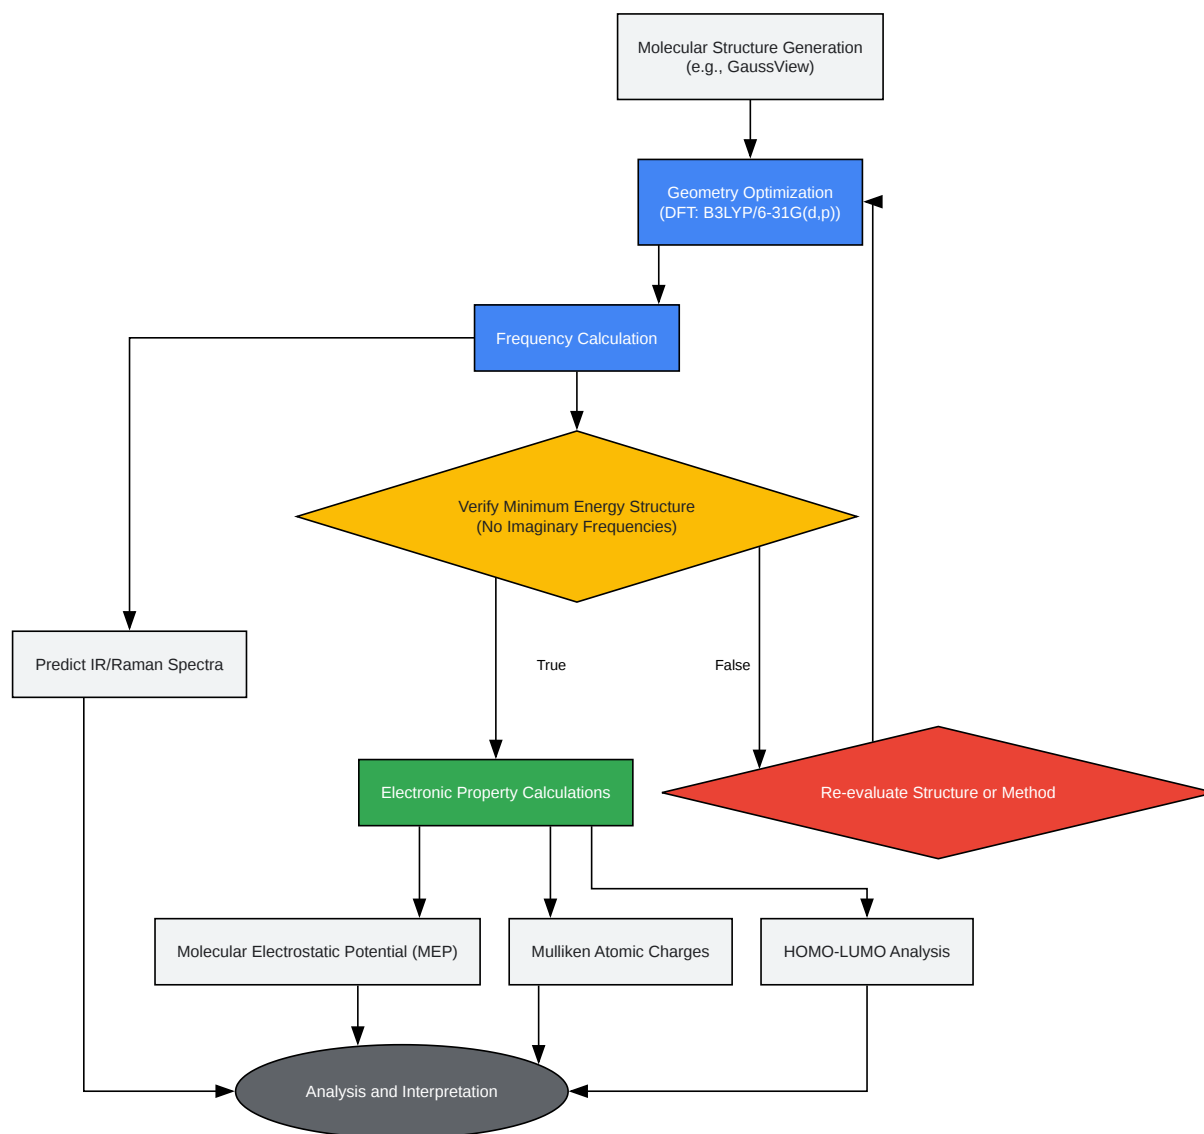 Molecular Structure Generation
(e.g., GaussView)
Geometry Optimization
(DFT: B3LYP/6-31G(d,p))
Frequency Calculation
Verify Minimum Energy Structure
(No Imaginary Frequencies)
Predict IR/Raman Spectra
True
False
Electronic Property Calculations
Re-evaluate Structure or Method
Molecular Electrostatic Potential (MEP)
Mulliken Atomic Charges
HOMO-LUMO Analysis
Analysis and Interpretation